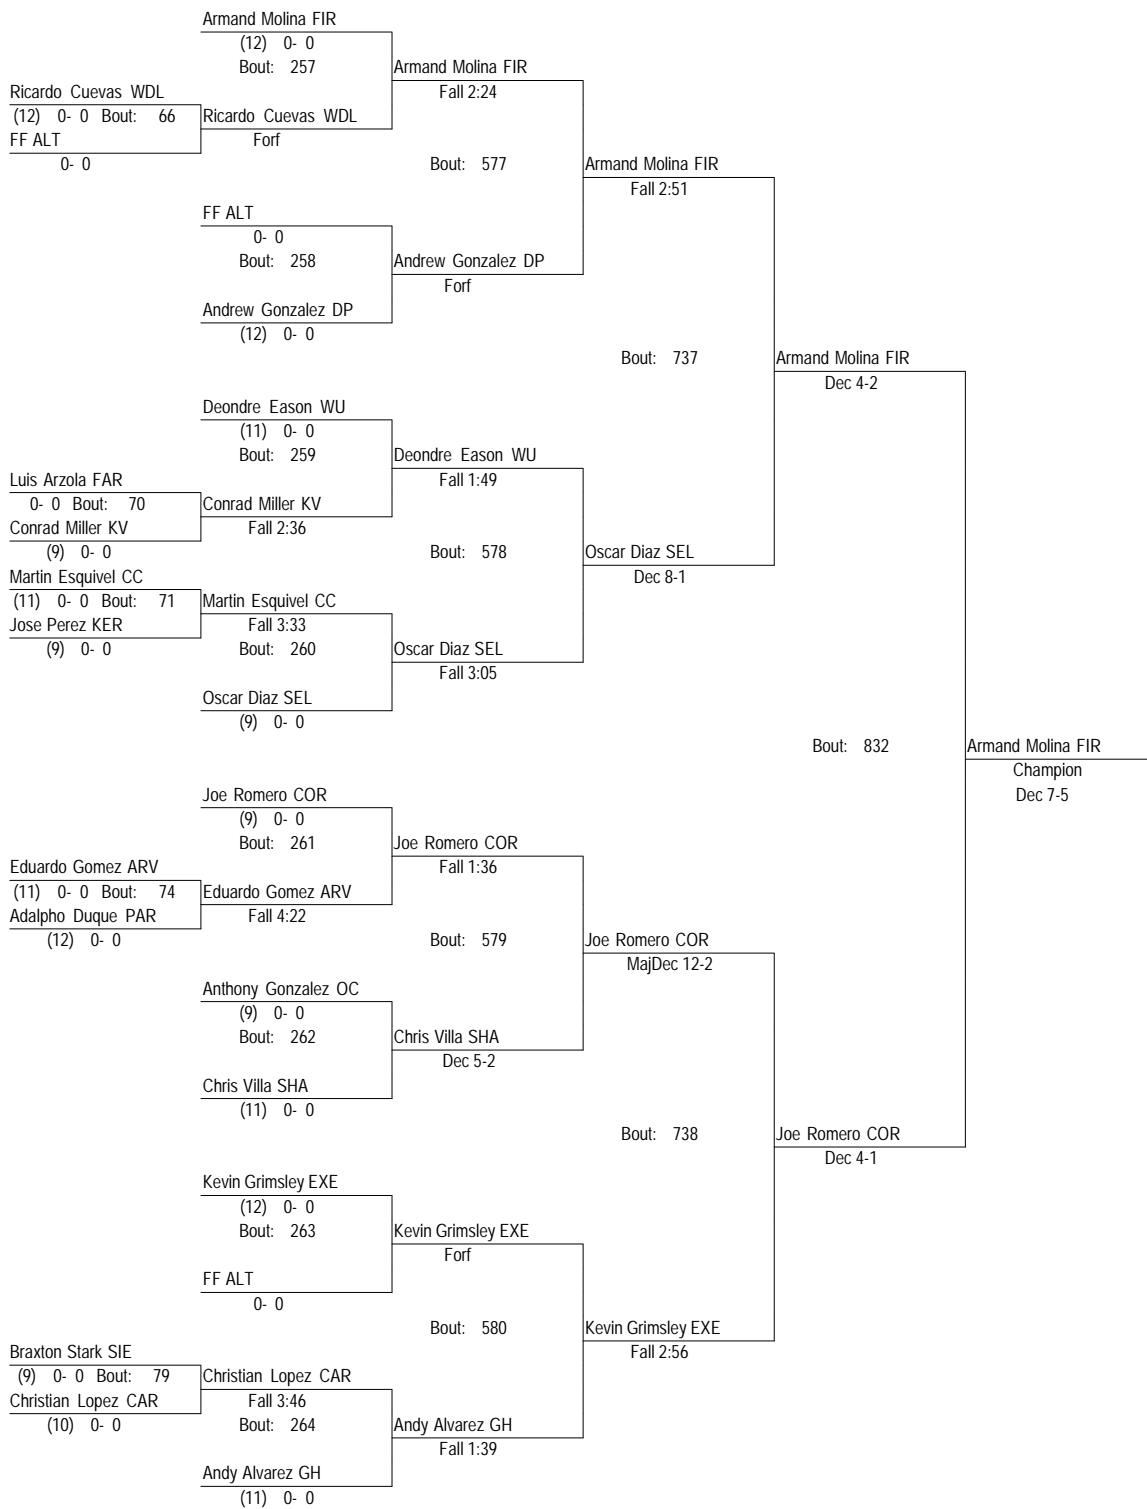 Armand Molina FIR
(12) 0- 0
Bout: 257
Armand Molina FIR
Fall 2:24
Ricardo Cuevas WDL
(12) 0- 0 Bout: 66
Ricardo Cuevas WDL
FF ALT
Forf
0- 0
Bout: 577
Armand Molina FIR
Fall 2:51
FF ALT
0- 0
Bout: 258
Andrew Gonzalez DP
Forf
Andrew Gonzalez DP
(12) 0- 0
Bout: 737
Armand Molina FIR
Dec 4-2
Deondre Eason WU
(11) 0- 0
Bout: 259
Deondre Eason WU
Fall 1:49
Luis Arzola FAR
0- 0 Bout: 70
Conrad Miller KV
Conrad Miller KV
Fall 2:36
(9) 0- 0
Bout: 578
Oscar Diaz SEL
Dec 8-1
Martin Esquivel CC
(11) 0- 0 Bout: 71
Martin Esquivel CC
Jose Perez KER
Fall 3:33
(9) 0- 0
Bout: 260
Oscar Diaz SEL
Fall 3:05
Oscar Diaz SEL
(9) 0- 0
Bout: 832
Armand Molina FIR
Champion
Dec 7-5
Joe Romero COR
(9) 0- 0
Bout: 261
Joe Romero COR
Fall 1:36
Eduardo Gomez ARV
(11) 0- 0 Bout: 74
Eduardo Gomez ARV
Adalpho Duque PAR
Fall 4:22
(12) 0- 0
Bout: 579
Joe Romero COR
MajDec 12-2
Anthony Gonzalez OC
(9) 0- 0
Bout: 262
Chris Villa SHA
Dec 5-2
Chris Villa SHA
(11) 0- 0
Bout: 738
Joe Romero COR
Dec 4-1
Kevin Grimsley EXE
(12) 0- 0
Bout: 263
Kevin Grimsley EXE
Forf
FF ALT
0- 0
Bout: 580
Kevin Grimsley EXE
Fall 2:56
Braxton Stark SIE
(9) 0- 0 Bout: 79
Christian Lopez CAR
Christian Lopez CAR
Fall 3:46
(10) 0- 0
Bout: 264
Andy Alvarez GH
Fall 1:39
Andy Alvarez GH
(11) 0- 0